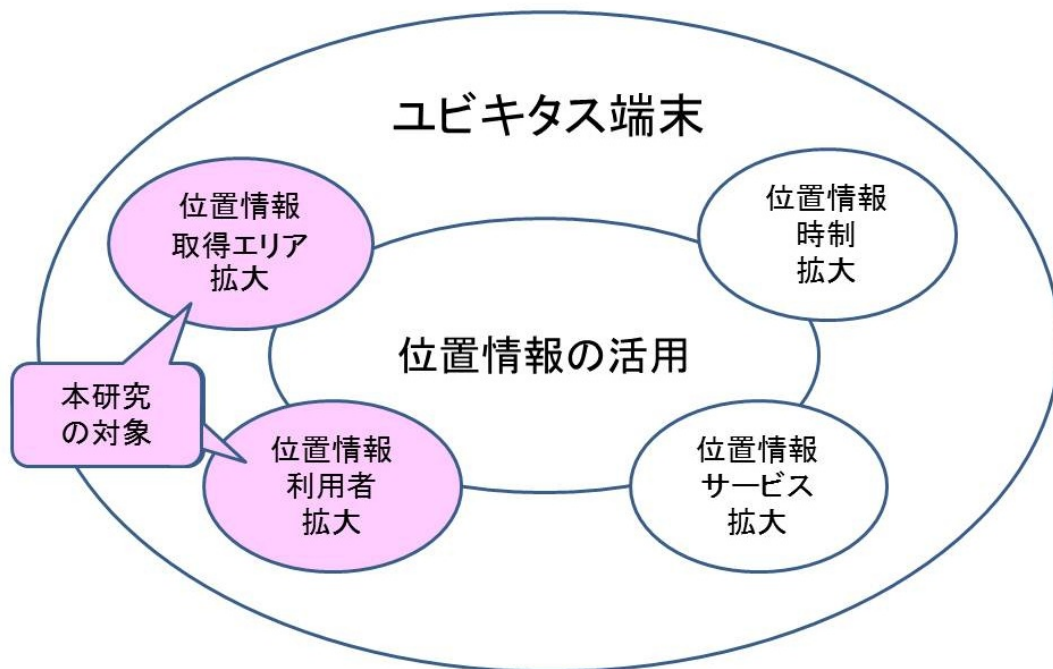 ユビキタス端末
位置情報
取得エリア
拡大
位置情報
時制
拡大
位置情報の活用
本研究
の対象
位置情報
利用者
拡大
位置情報
サービス
拡大